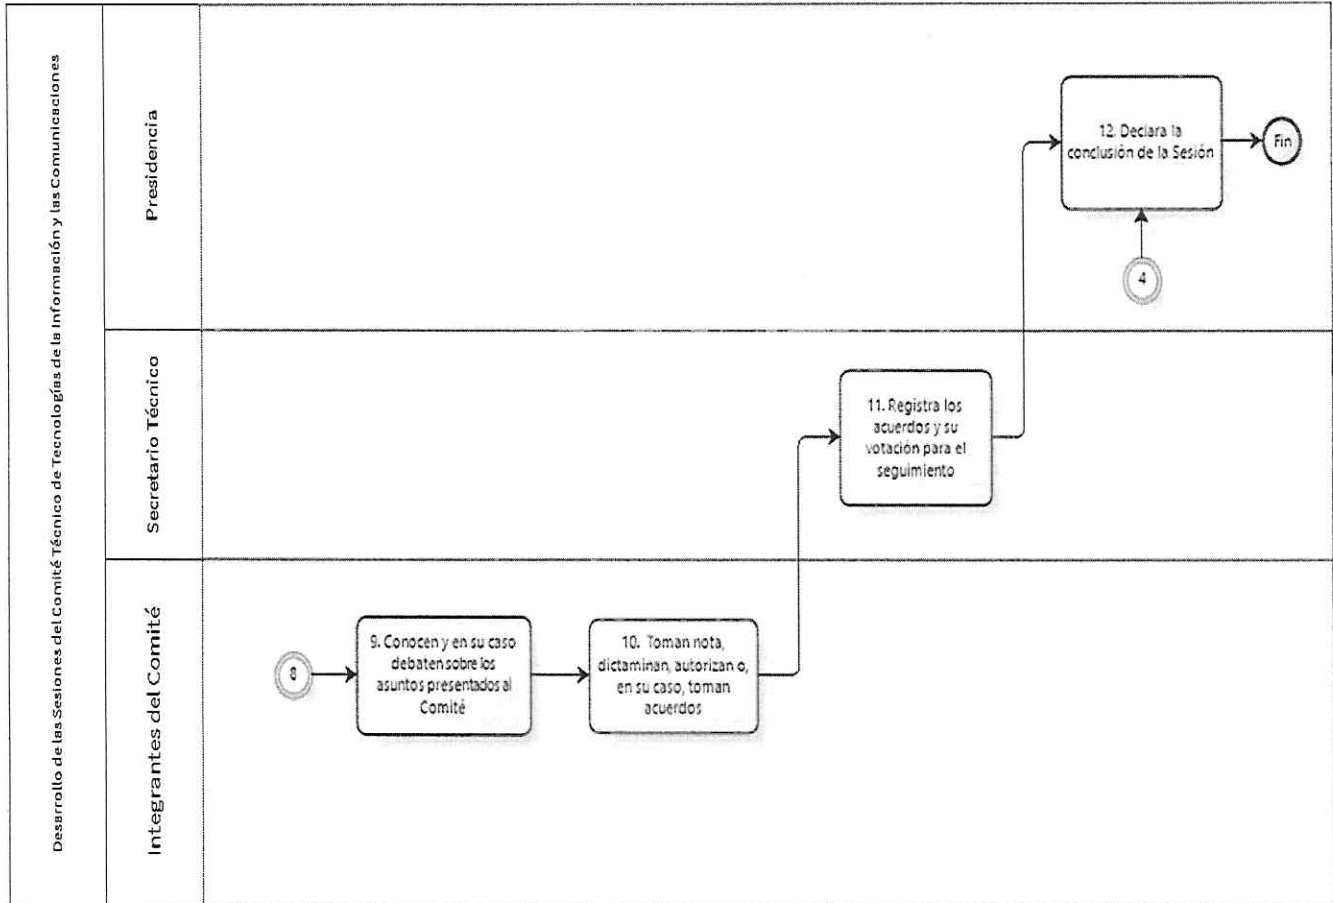 Desarrollo de las Sesiones del Comité Técnico de Tecnologías de la Información y las Comunicaciones
Presidencia
12. Declara la
conclusión de la Sesión
Fin
4
Secretario Técnico
11. Registra los
acuerdos y su
votación para el
seguimiento
Integrantes del Comité
8
9. Conocen y en su caso
debaten sobre los
asuntos presentados al
Comité
10. Toman nota,
dictaminan, autorizan o,
en su caso, toman
acuerdos